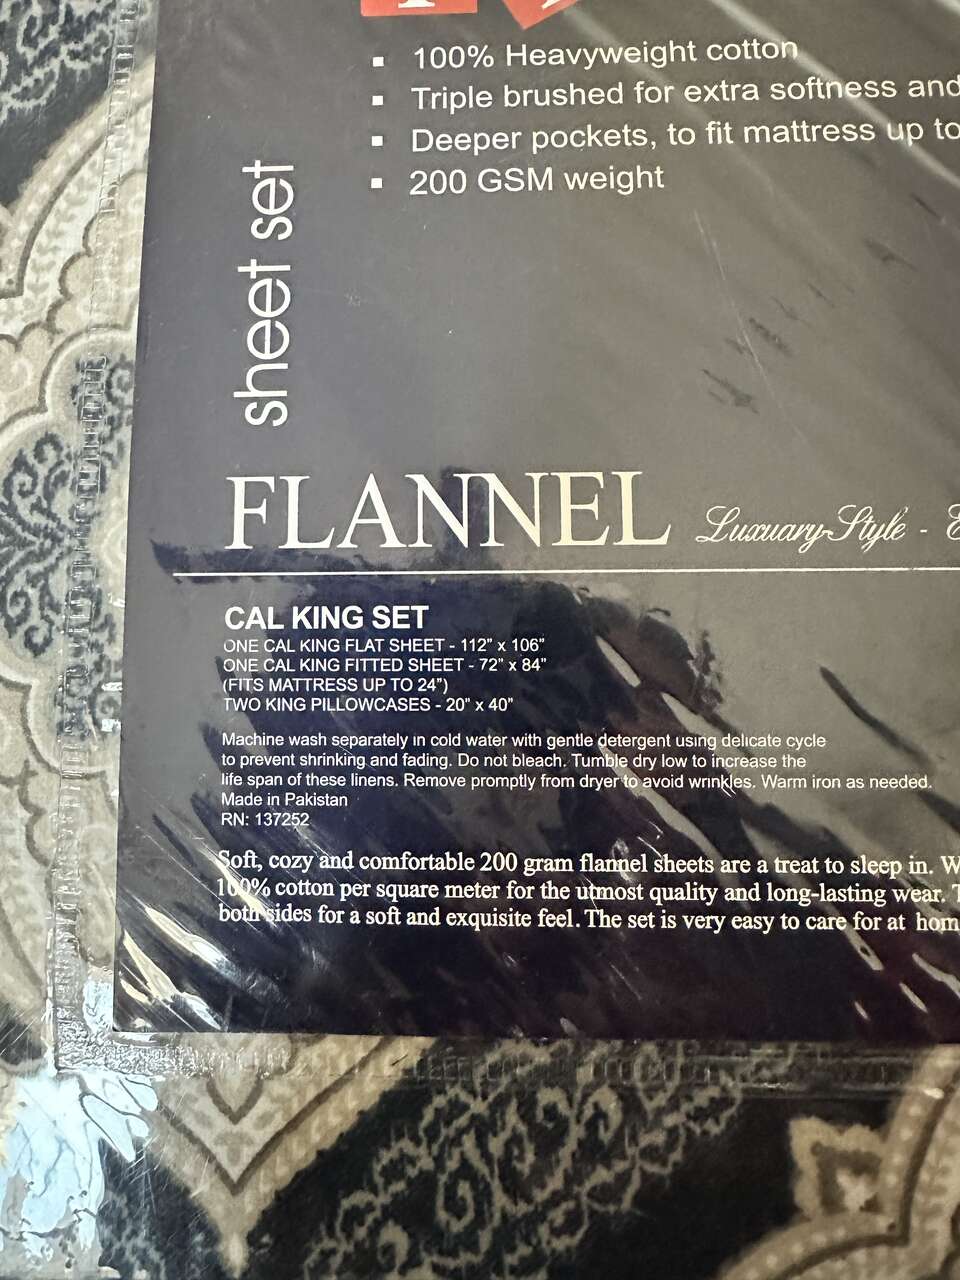 100% Heavyweight cotton
Triple brushed for extra softness and
Deeper pockets, to fit mattress up to
200 GSM weight
sheet set
FLANNEL Luxuary-Style -
CAL KING SET
ONE CAL KING FLAT SHEET - 112" x 106"
ONE CAL KING FITTED SHEET - 72" x 84"
(FITS MATTRESS UP TO 24")
TWO KING PILLOWCASES - 20" x 40"
Machine wash separately in cold water with gentle detergent using delicate cycle
to prevent shrinking and fading. Do not bleach. Tumble dry low to increase the
life span of these linens. Remove promptly from dryer to avoid wrinkles. Warm iron as needed.
Made in Pakistan
RN: 137252
Soft, cozy and comfortable 200 gram flannel sheets are a treat to sleep in.
100% cotton per square meter for the utmost quality and long-lasting wear.
both sides for a soft and exquisite feel. The set is very easy to care for at